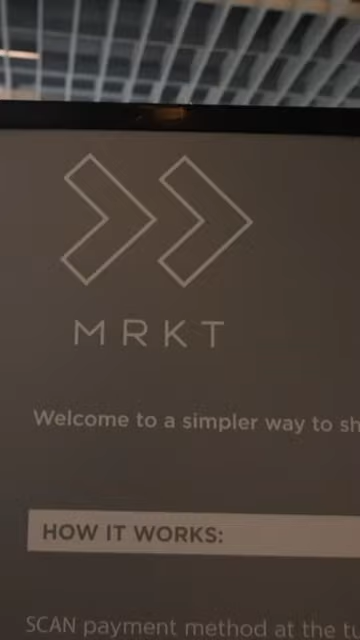 MRKT
Welcome to a simpler way to
HOW IT WORKS:
SCAN payment method at the